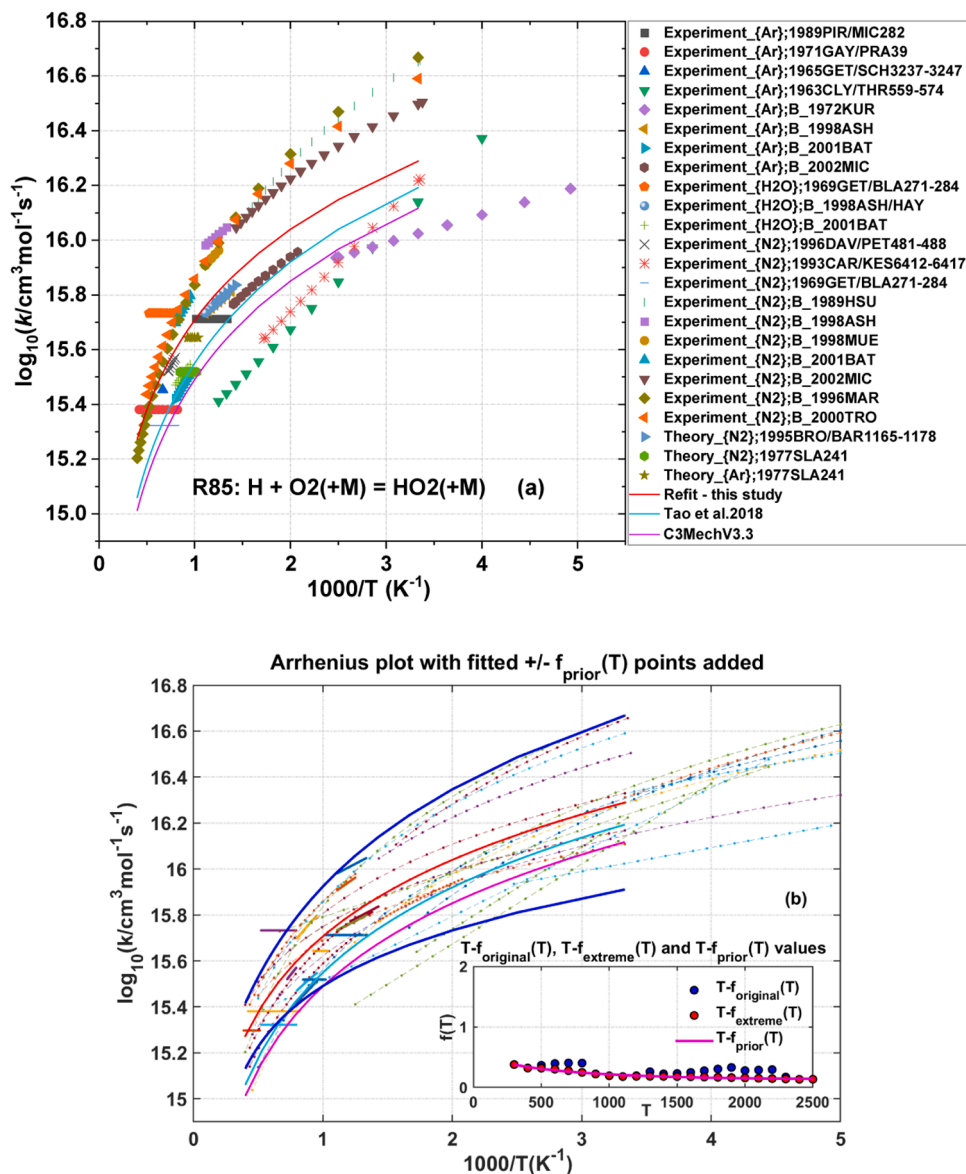 16.8
16.6
16.4
16.2
16.0
15.8
15.6
15.4
15.2
15.0
log10(k/cm3mol-1s-1)
R85: H + O2(+M) = HO2(+M) (a)
0 1 2 3 4 5
1000/T (K-1)
Experiment_{Ar};1989PIR/MIC282
Experiment_{Ar};1971GAY/PRA39
Experiment_{Ar};1965GET/SCH3237-3247
Experiment_{Ar};1963CLY/THR559-574
Experiment_{Ar};B_1972KUR
Experiment_{Ar};B_1998ASH
Experiment_{Ar};B_2001BAT
Experiment_{Ar};B_2002MIC
Experiment_{H2O};1969GET/BLA271-284
Experiment_{H2O};B_1998ASH/HAY
Experiment_{H2O};B_2001BAT
Experiment_{N2};1996DAV/PET481-488
Experiment_{N2};1993CAR/KES6412-6417
Experiment_{N2};1969GET/BLA271-284
Experiment_{N2};B_1989HSU
Experiment_{N2};B_1998ASH
Experiment_{N2};B_1998MUE
Experiment_{N2};B_2001BAT
Experiment_{N2};B_2002MIC
Experiment_{N2};B_1996MAR
Experiment_{N2};B_2000TRO
Theory_{N2};1995BRO/BAR1165-1178
Theory_{N2};1977SLA241
Theory_{Ar};1977SLA241
Refit - this study
Tao et al.2018
C3MechV3.3
Arrhenius plot with fitted +/- fprior(T) points added
16.8
16.6
16.4
16.2
16
15.8
15.6
15.4
15.2
15
log10(k/cm3mol-1s-1)
(b)
T-foriginal(T), T-fextreme(T) and T-fprior(T) values
2
1
0
f(T)
T-foriginal(T)
T-fextreme(T)
T-fprior(T)
0 500 1000 1500 2000 2500
T
0 1 2 3 4 5
1000/T(K-1)